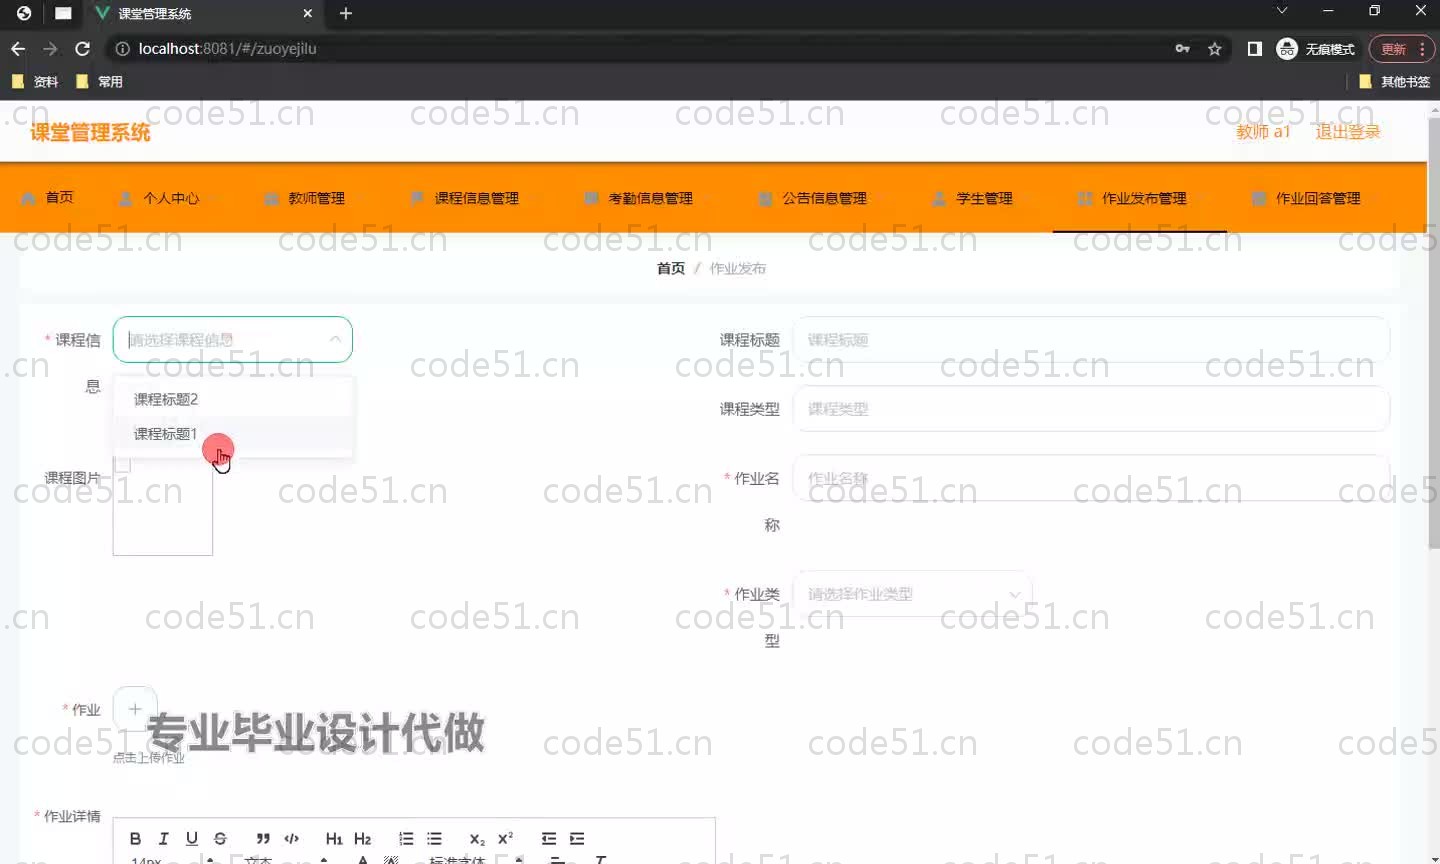 课堂管理系统
localhost:8081/#/zuoyejilu
无痕模式
更新
资料
常用
其他书签
课堂管理系统
教师 a1
退出登录
首页
个人中心
教师管理
课程信息管理
考勤信息管理
公告信息管理
学生管理
作业发布管理
作业回答管理
首页 / 作业发布
* 课程信息
请选择课程信息
课程标题
课程标题
课程标题2
课程标题1
课程类型
课程类型
课程图片
* 作业名称
作业名称
* 作业类型
请选择作业类型
* 作业
点击上传作业
专业毕业设计代做
* 作业详情
B I U S ” </> H1 H2 X₂ X²
14px 文本 标准字体
code51.cn